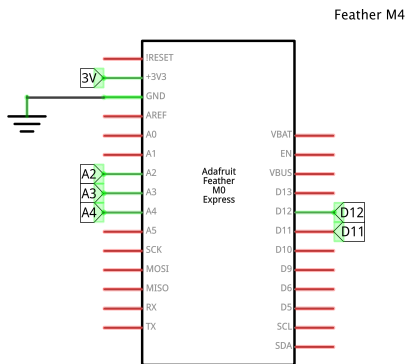 Feather M4
!RESET
3V
+3V3
GND
AREF
A0
A1
A2
A2
A3
A3
A4
A4
A5
SCK
MOSI
MISO
RX
TX
Adafruit
Feather
M0
Express
VBAT
EN
VBUS
D13
D12
D12
D11
D11
D10
D9
D6
D5
SCL
SDA